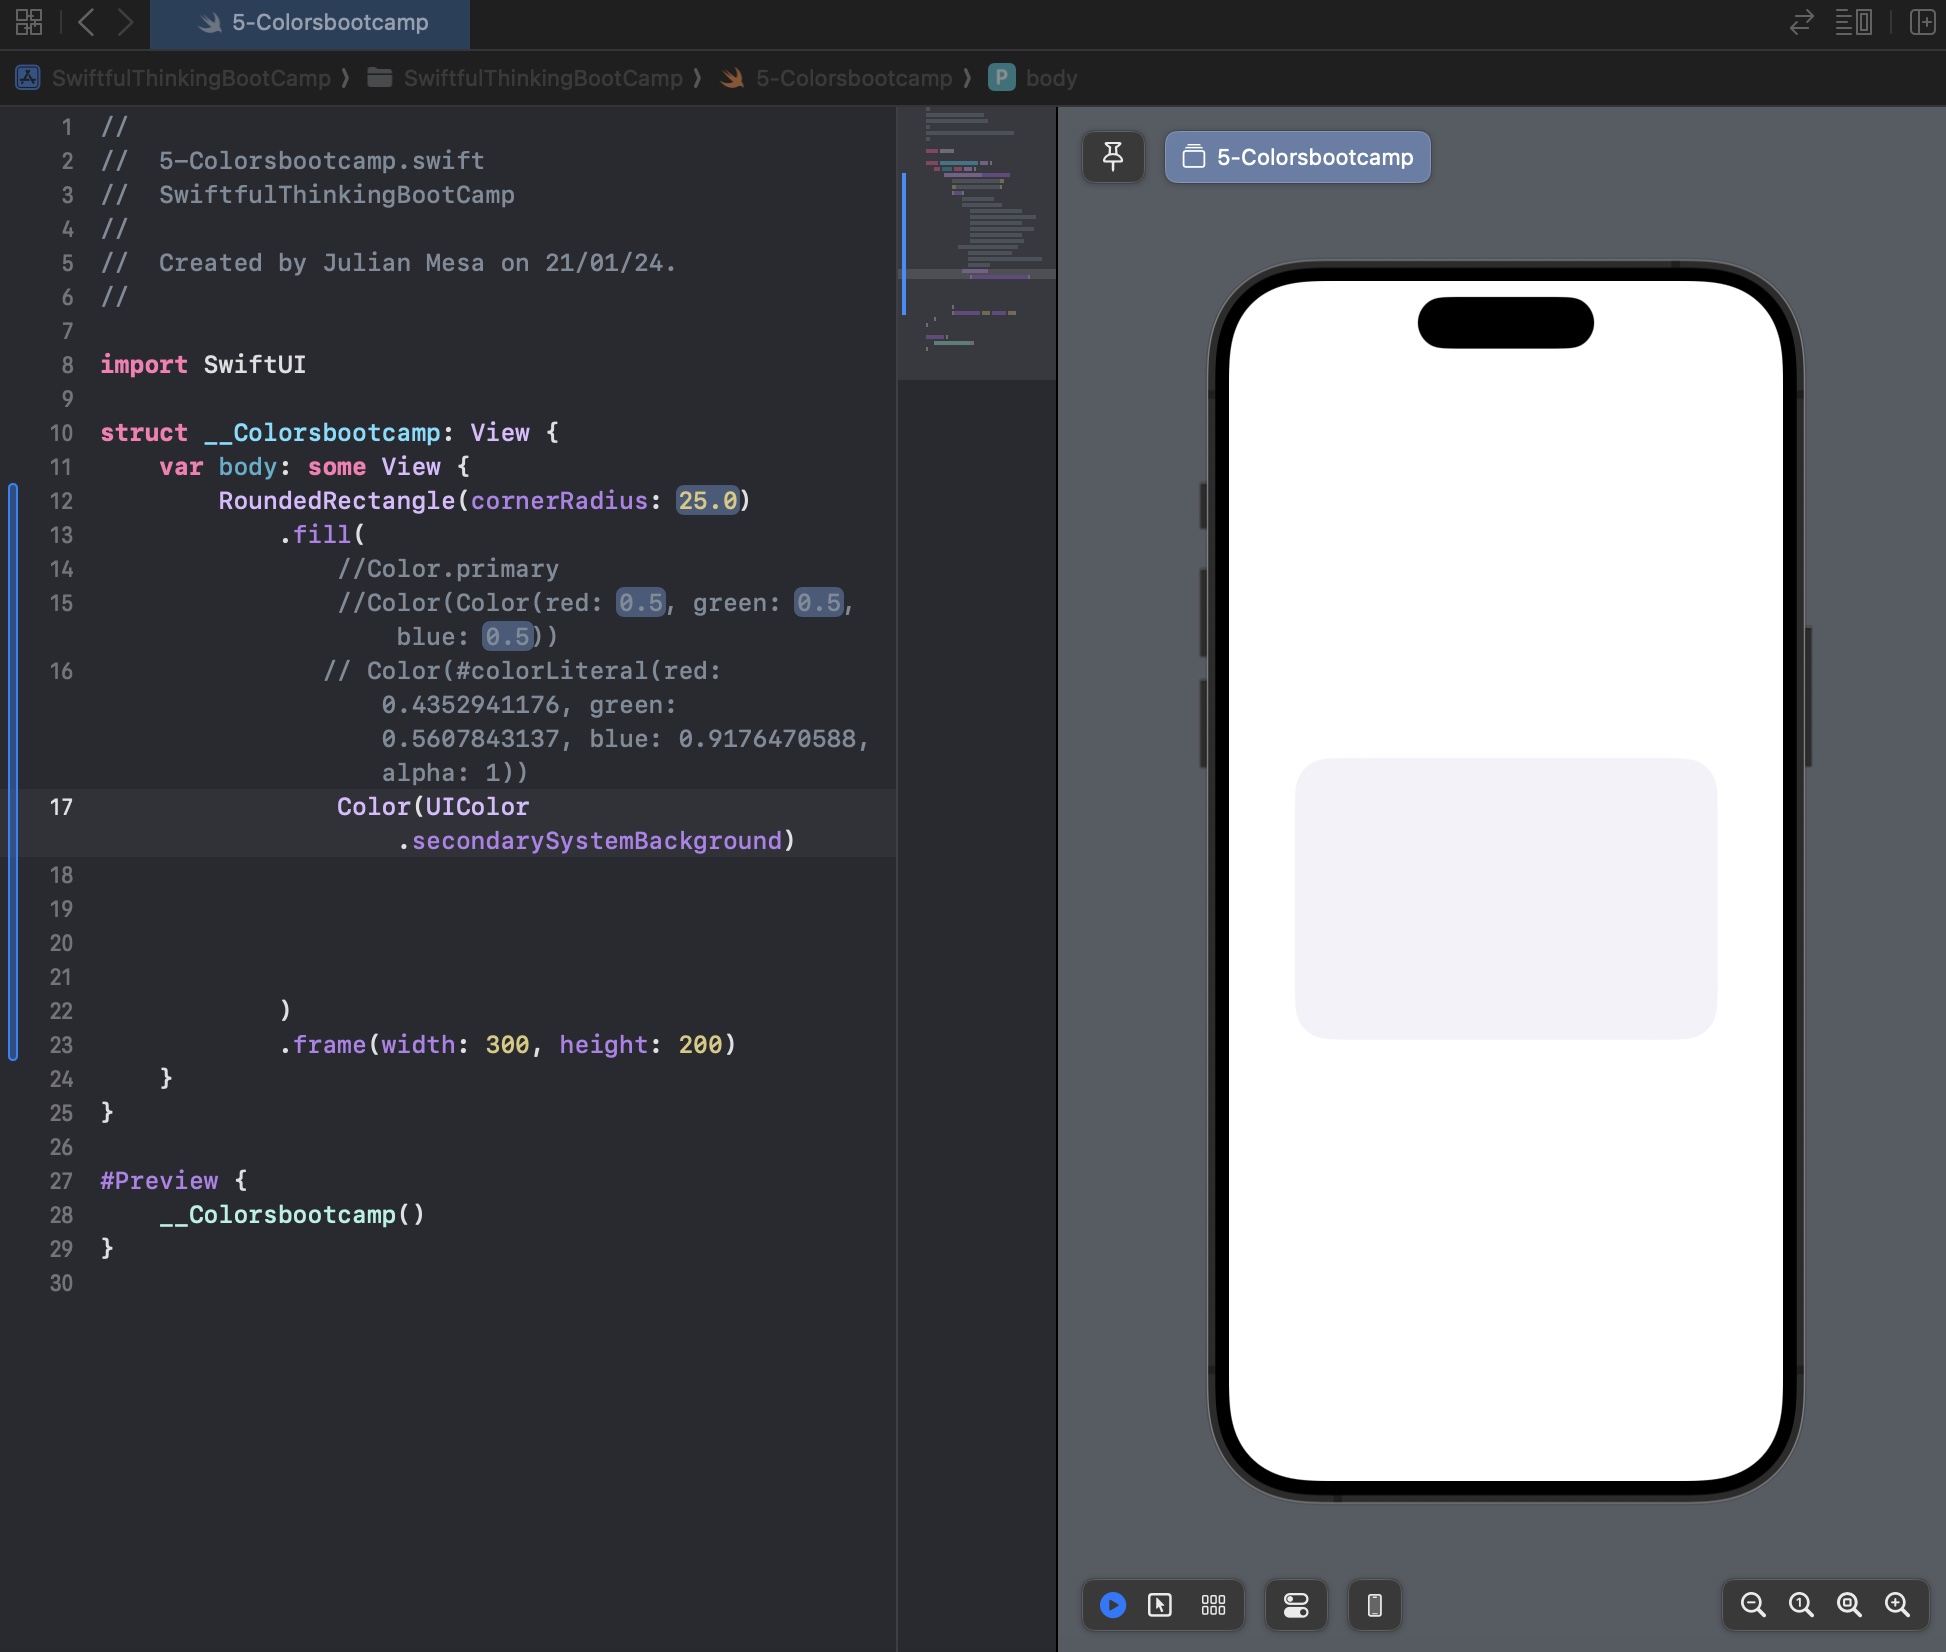 5-Colorsbootcamp
SwiftfulThinkingBootCamp ⟩ SwiftfulThinkingBootCamp ⟩ 5-Colorsbootcamp ⟩ P body
1 //
2 //  5-Colorsbootcamp.swift
3 //  SwiftfulThinkingBootCamp
4 //
5 //  Created by Julian Mesa on 21/01/24.
6 //
7
8 import SwiftUI
9
10 struct __Colorsbootcamp: View {
11     var body: some View {
12         RoundedRectangle(cornerRadius: 25.0)
13             .fill(
14                 //Color.primary
15                 //Color(Color(red: 0.5, green: 0.5,
                    blue: 0.5))
16                // Color(#colorLiteral(red:
                   0.4352941176, green:
                   0.5607843137, blue: 0.9176470588,
                   alpha: 1))
17                 Color(UIColor
                    .secondarySystemBackground)
18
19
20
21
22             )
23             .frame(width: 300, height: 200)
24     }
25 }
26
27 #Preview {
28     __Colorsbootcamp()
29 }
30
5-Colorsbootcamp
1